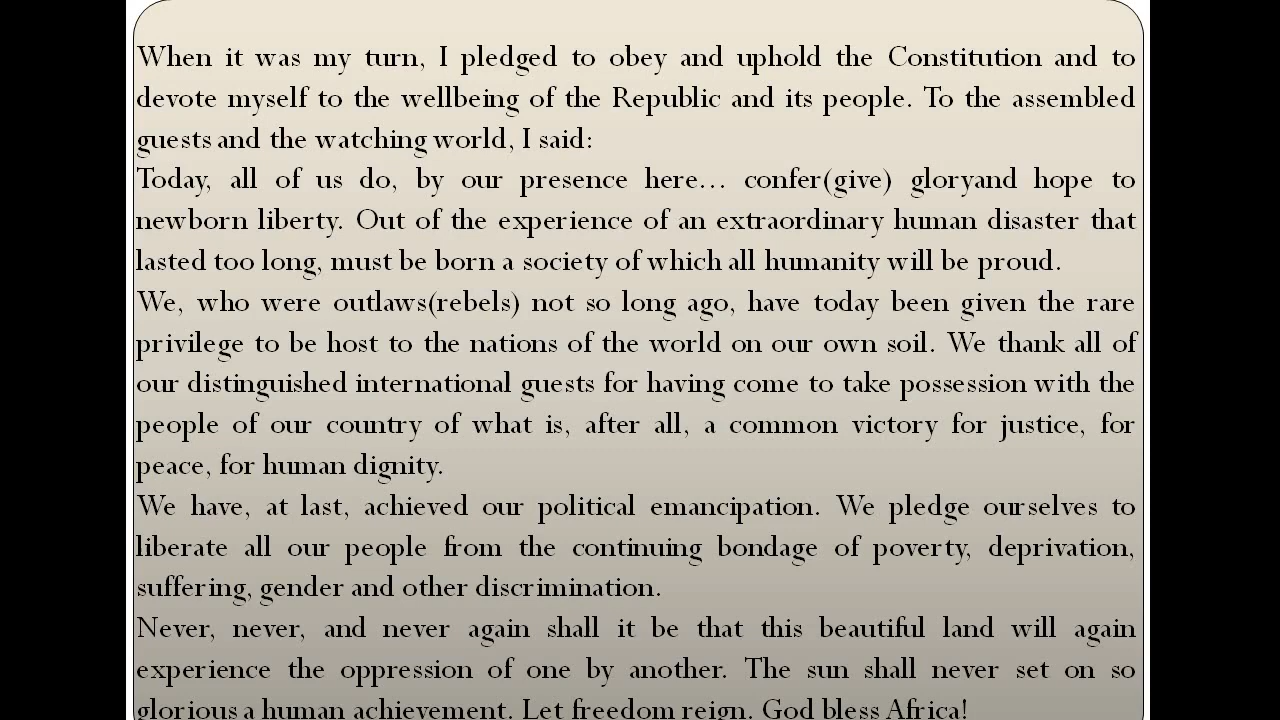 When it was my turn, I pledged to obey and uphold the Constitution and to
devote myself to the wellbeing of the Republic and its people. To the assembled
guests and the watching world, I said:
Today, all of us do, by our presence here... confer(give) gloryand hope to
newborn liberty. Out of the experience of an extraordinary human disaster that
lasted too long, must be born a society of which all humanity will be proud.
We, who were outlaws(rebels) not so long ago, have today been given the rare
privilege to be host to the nations of the world on our own soil. We thank all of
our distinguished international guests for having come to take possession with the
people of our country of what is, after all, a common victory for justice, for
peace, for human dignity.
We have, at last, achieved our political emancipation. We pledge ourselves to
liberate all our people from the continuing bondage of poverty, deprivation,
suffering, gender and other discrimination.
Never, never, and never again shall it be that this beautiful land will again
experience the oppression of one by another. The sun shall never set on so
glorious a human achievement. Let freedom reign. God bless Africa!